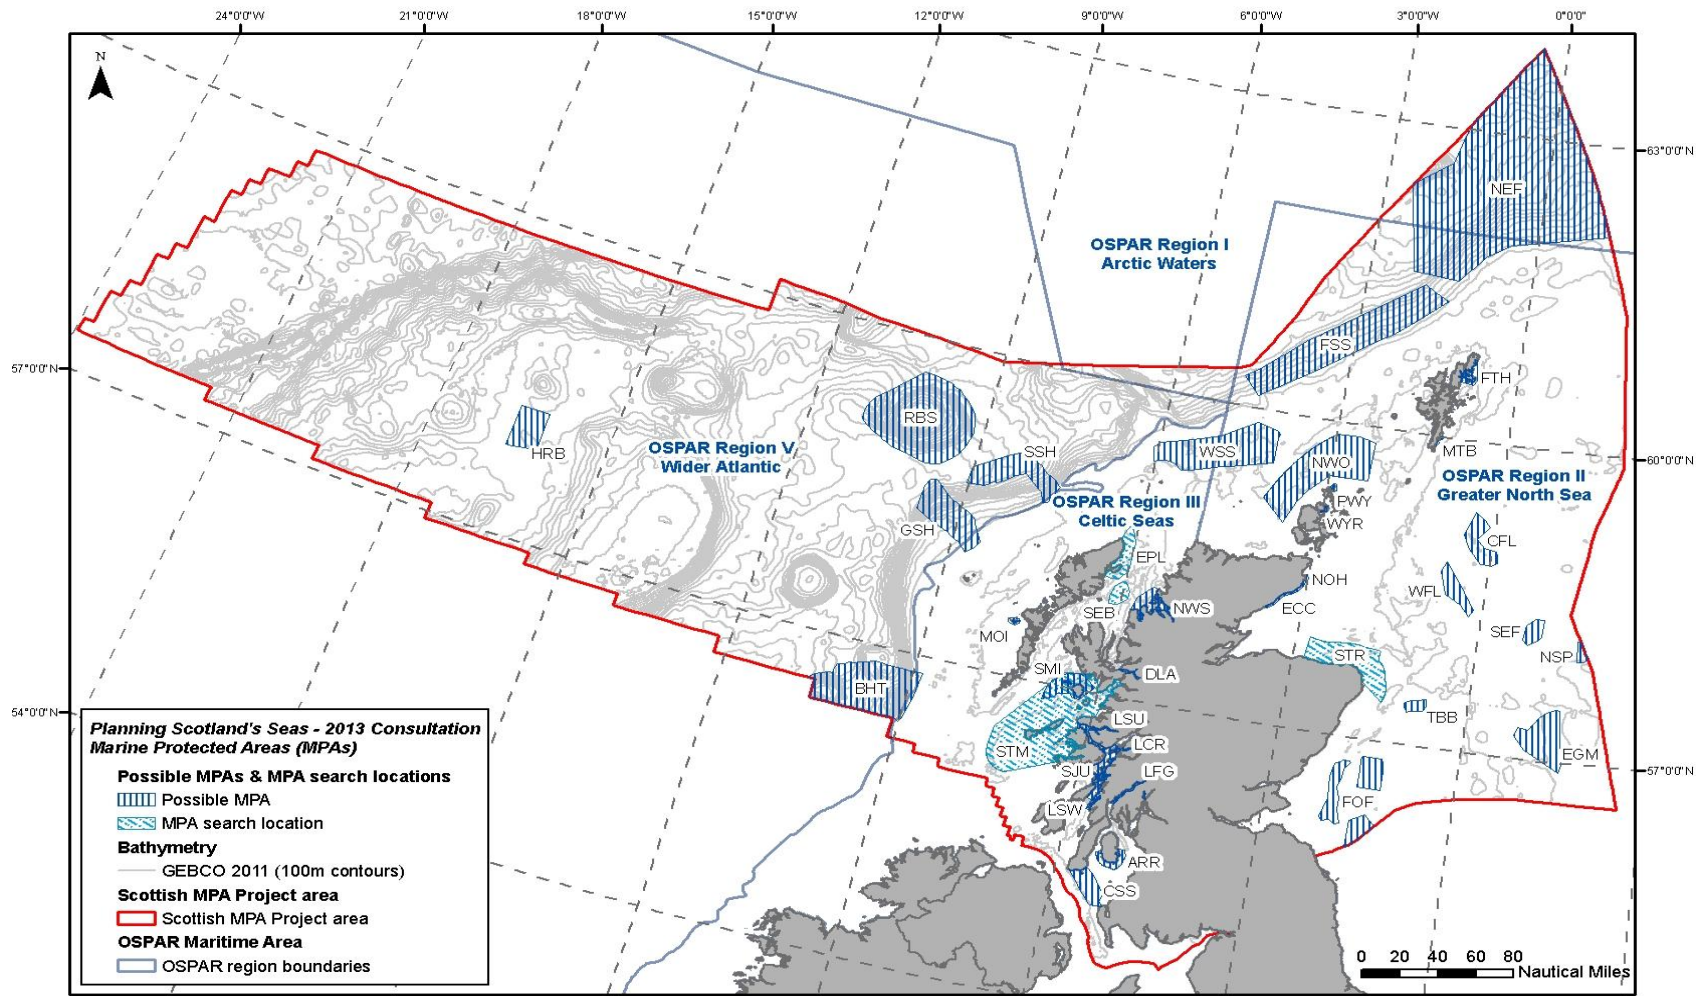 24°0'0"W
21°0'0"W
18°0'0"W
15°0'0"W
12°0'0"W
9°0'0"W
6°0'0"W
3°0'0"W
0°0'0"
N
63°0'0"N
NEF
OSPAR Region I
Arctic Waters
FSS
57°0'0"N
FTH
RBS
HRB
OSPAR Region V
Wider Atlantic
SSH
WSS
NWO
MTB
60°0'0"N
OSPAR Region II
Greater North Sea
OSPAR Region III
Celtic Seas
PWY
WYR
GSH
CFL
EPL
NOH
WFL
SEB
NWS
ECC
MOI
SEF
STR
NSP
SMI
DLA
BHT
54°0'0"N
LSU
TBB
STM
LCR
EGM
SJU
LFG
57°0'0"N
LSW
FOF
ARR
CSS
Planning Scotland's Seas - 2013 Consultation
Marine Protected Areas (MPAs)
Possible MPAs & MPA search locations
Possible MPA
MPA search location
Bathymetry
GEBCO 2011 (100m contours)
Scottish MPA Project area
Scottish MPA Project area
OSPAR Maritime Area
OSPAR region boundaries
0 20 40 60 80
Nautical Miles